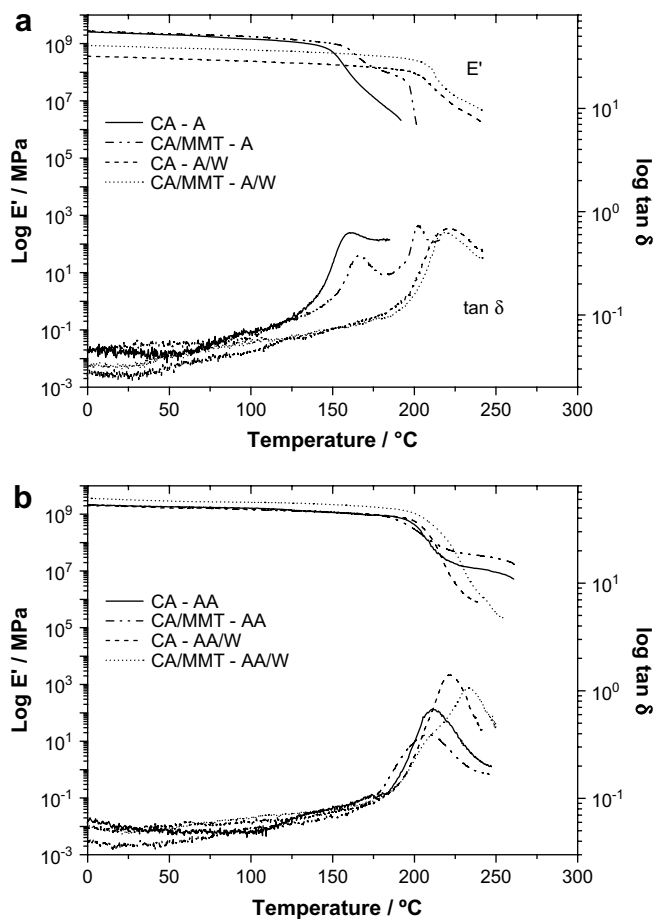 a
10⁹
10⁷
10⁵
10³
10¹
10⁻¹
10⁻³
Log E' / MPa
E'
CA - A
CA/MMT - A
CA - A/W
CA/MMT - A/W
tan δ
10¹
10⁰
10⁻¹
log tan δ
0 50 100 150 200 250 300
Temperature / °C
b
10⁹
10⁷
10⁵
10³
10¹
10⁻¹
10⁻³
Log E' / MPa
CA - AA
CA/MMT - AA
CA - AA/W
CA/MMT - AA/W
10¹
10⁰
10⁻¹
log tan δ
0 50 100 150 200 250 300
Temperature / ºC